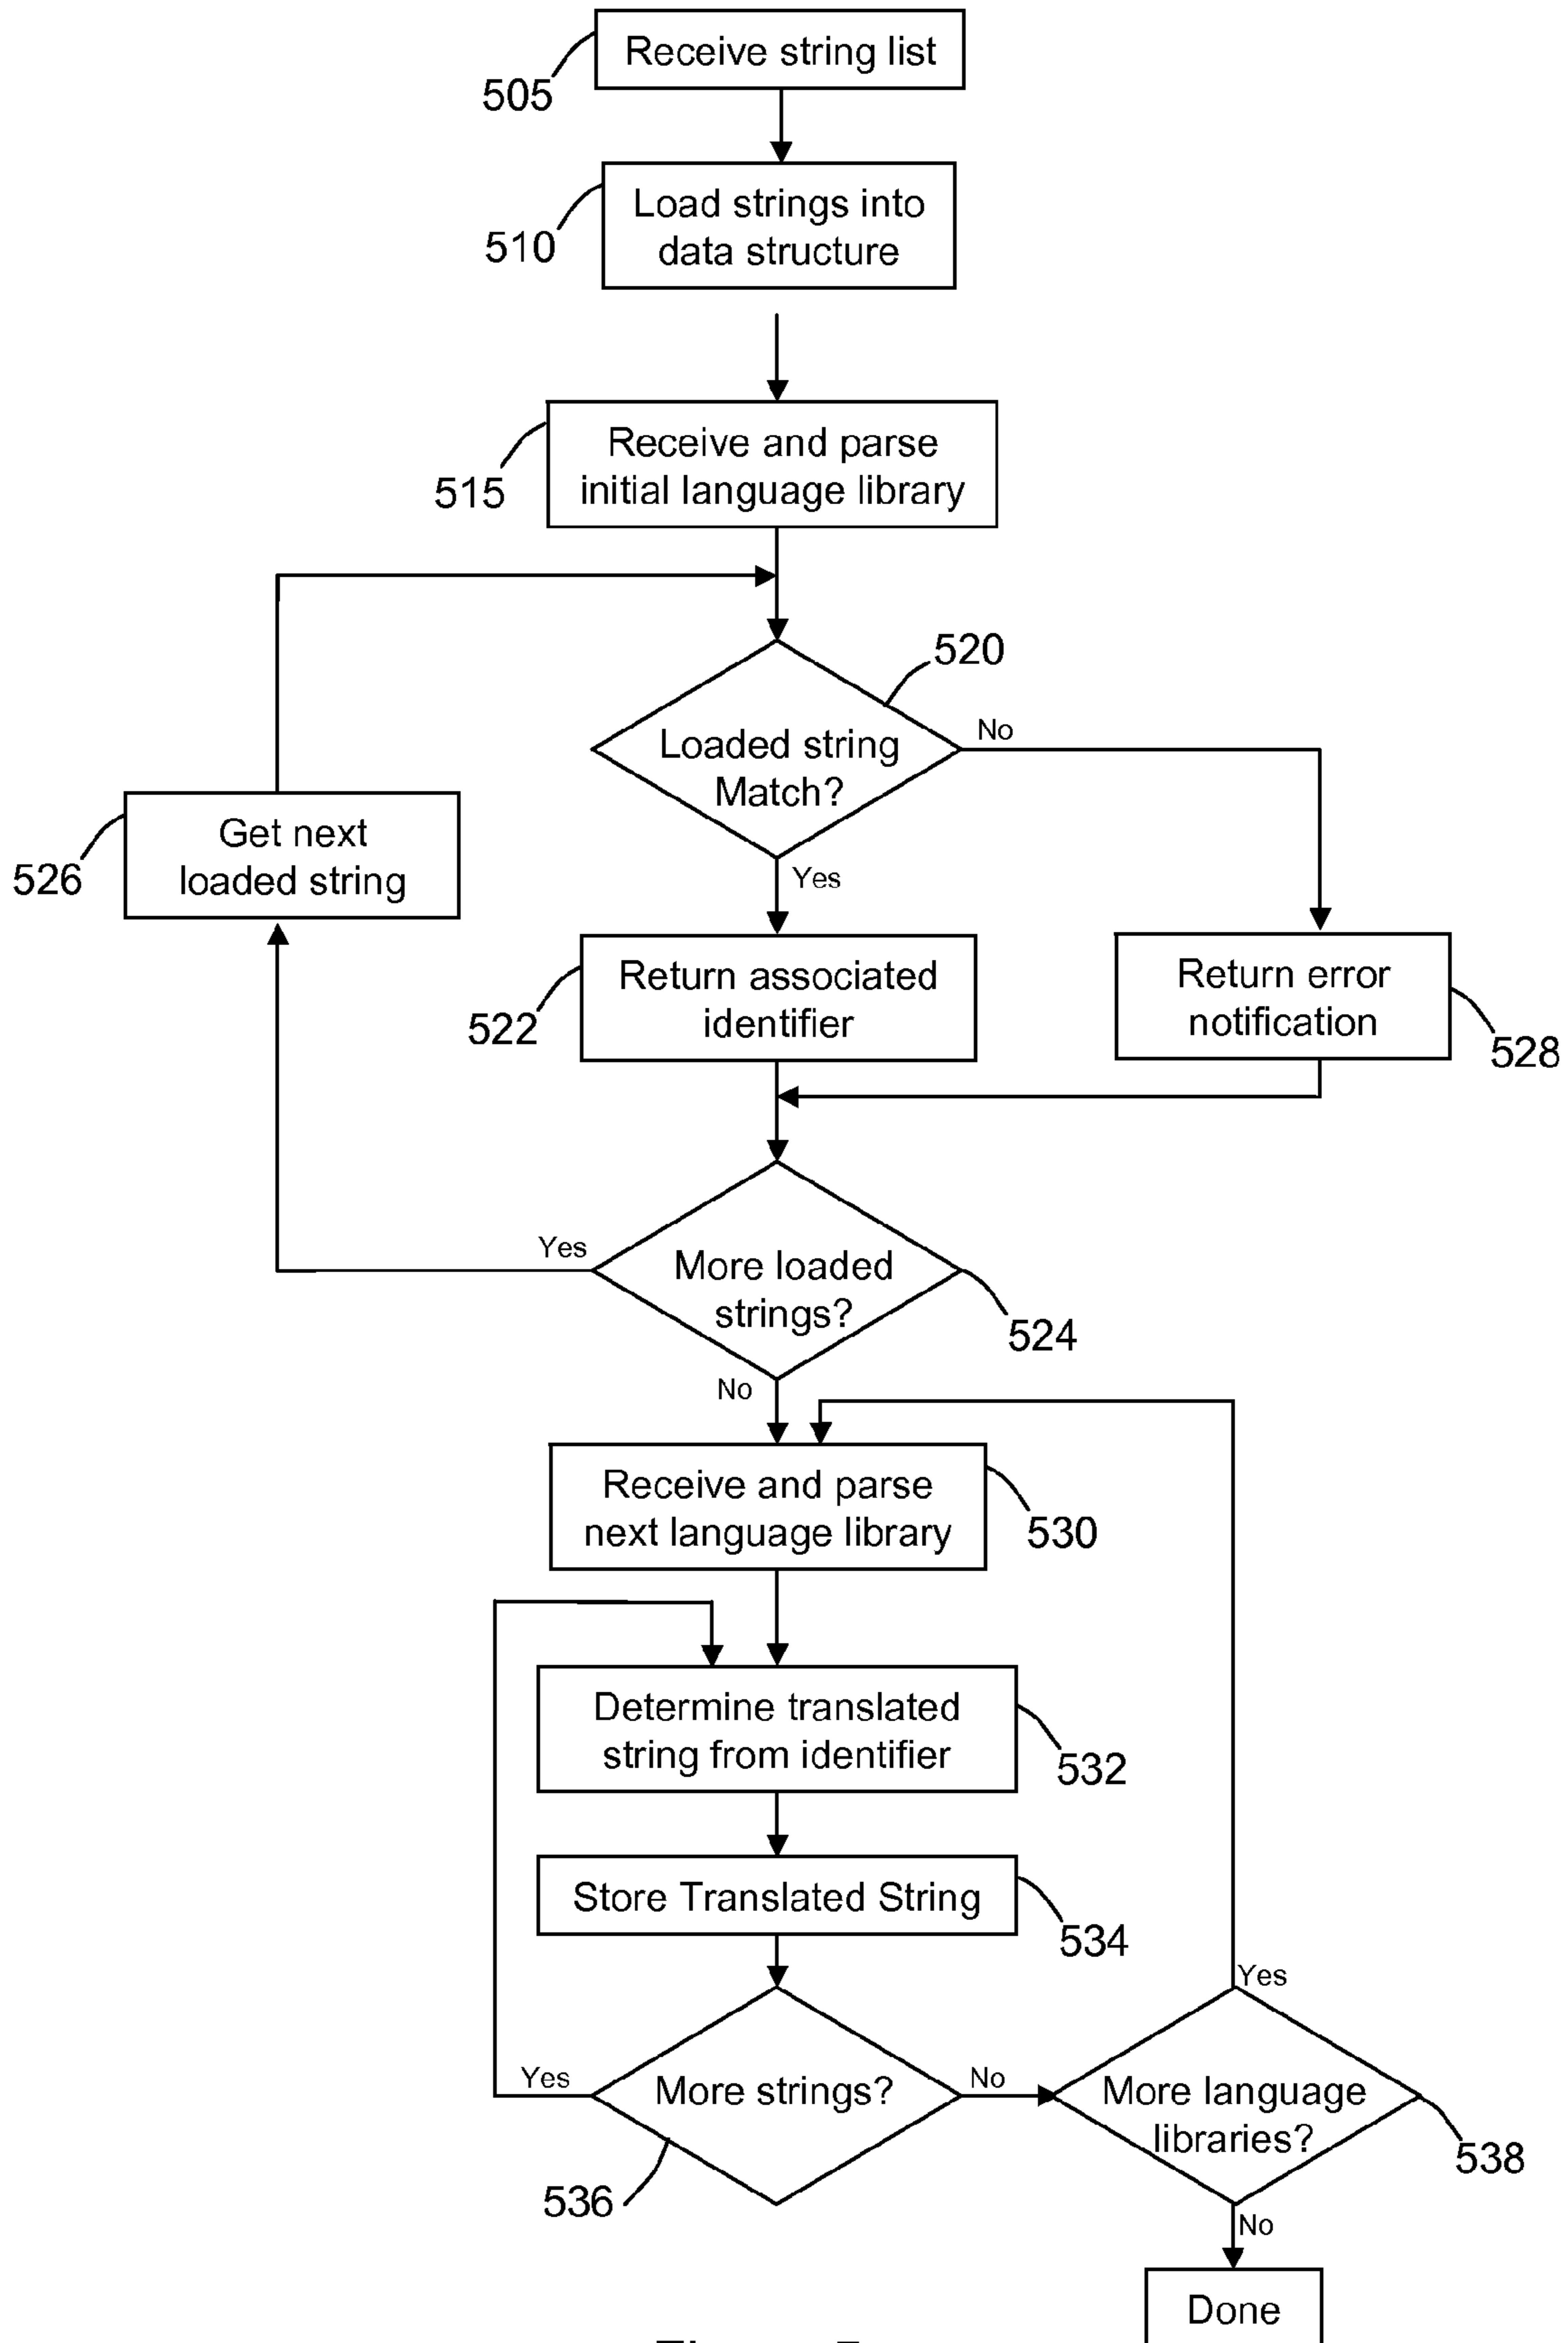 Receive string list
505
Load strings into
data structure
510
Receive and parse
initial language library
515
520
Loaded string
Match?
No
Yes
Get next
loaded string
526
Return associated
identifier
522
Return error
notification
528
Yes
More loaded
strings?
524
No
Receive and parse
next language library
530
Determine translated
string from identifier
532
Store Translated String
534
Yes
More strings?
No
536
Yes
More language
libraries?
538
No
Done